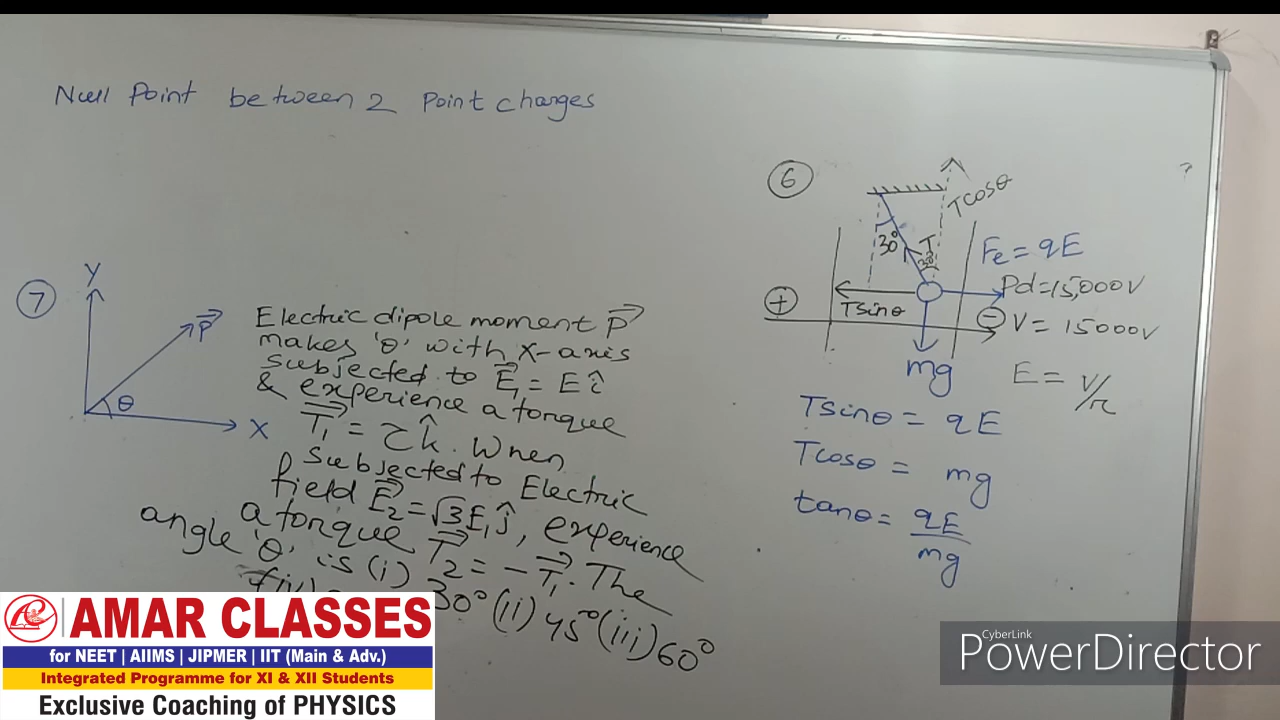 Null Point between 2 Point charges
6
Tcosθ
30°
T
30°
Fe = qE
Pd=15,000V
+
Tsinθ
−
V = 15000V
mg
E = V/r
Tsinθ = qE
Tcosθ = mg
tanθ = qE/mg
7
Y
P⃗
θ
X
Electric dipole moment P⃗
makes 'θ' with X-axis
subjected to E⃗₁ = E î
& experience a torque
T⃗₁ = τ k̂. When
subjected to Electric
field E⃗₂ = √3E₁ĵ, experience
a torque T⃗₂ = −T⃗₁. The
angle 'θ' is (i) 30° (ii) 45° (iii) 60°
(iv)
AMAR CLASSES
for NEET | AIIMS | JIPMER | IIT (Main & Adv.)
Integrated Programme for XI & XII Students
Exclusive Coaching of PHYSICS
CyberLink
PowerDirector